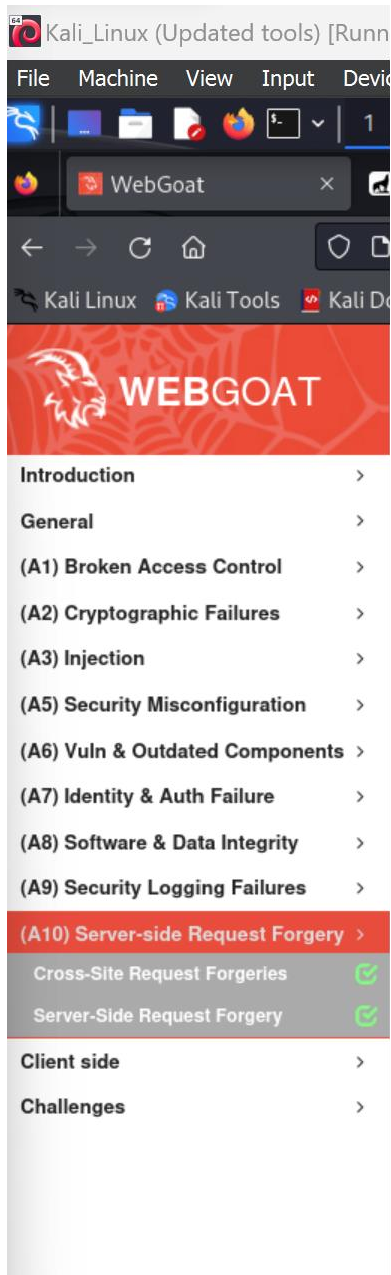 64
Kali_Linux (Updated tools) [Runn
File Machine View Input Devic
$- 1
WebGoat ×
Kali Linux Kali Tools Kali Do
WEBGOAT
Introduction
General
(A1) Broken Access Control
(A2) Cryptographic Failures
(A3) Injection
(A5) Security Misconfiguration
(A6) Vuln & Outdated Components
(A7) Identity & Auth Failure
(A8) Software & Data Integrity
(A9) Security Logging Failures
(A10) Server-side Request Forgery
Cross-Site Request Forgeries
Server-Side Request Forgery
Client side
Challenges